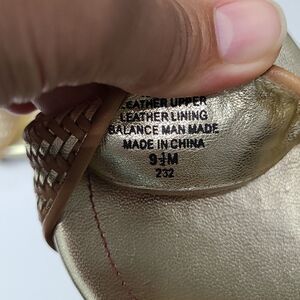 LEATHER UPPER
LEATHER LINING
BALANCE MAN MADE
MADE IN CHINA
9½M
232